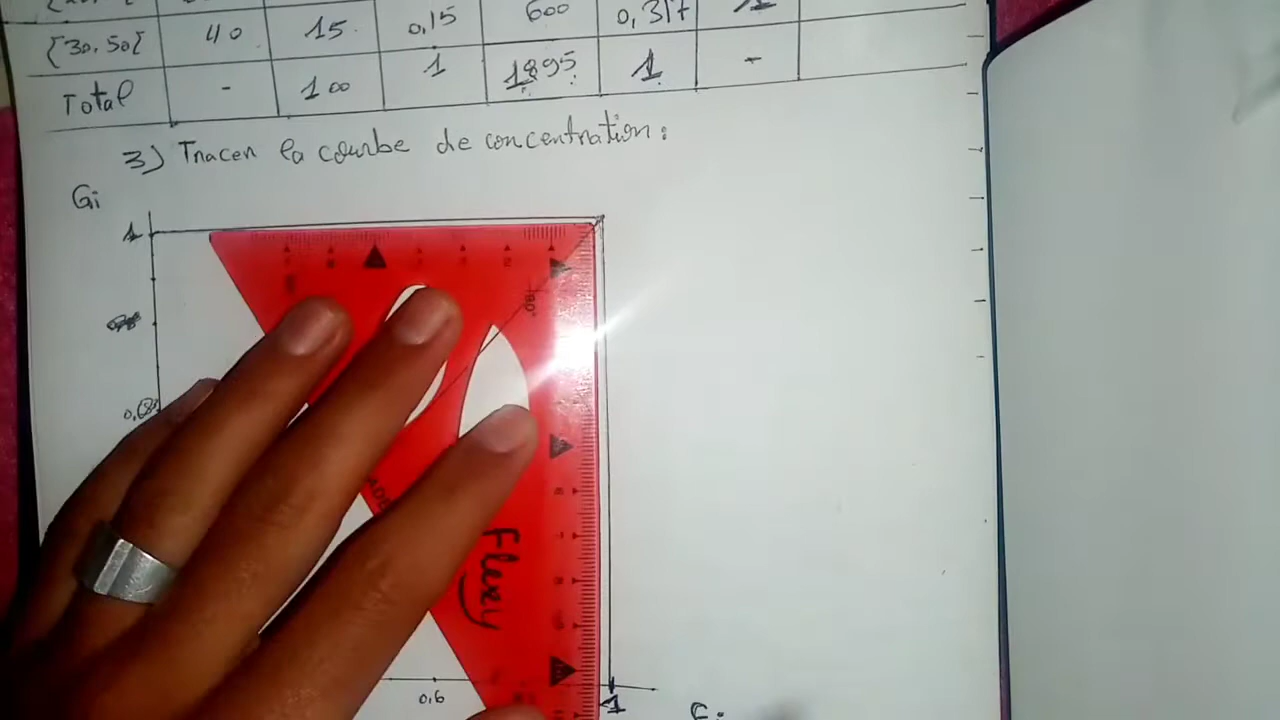 600
[30,50[ 40 15 0,15 0,317
Total - 100 1 1895 1 -
3) Tracer la courbe de concentration:
Gi
1
Flexy
0,6
1